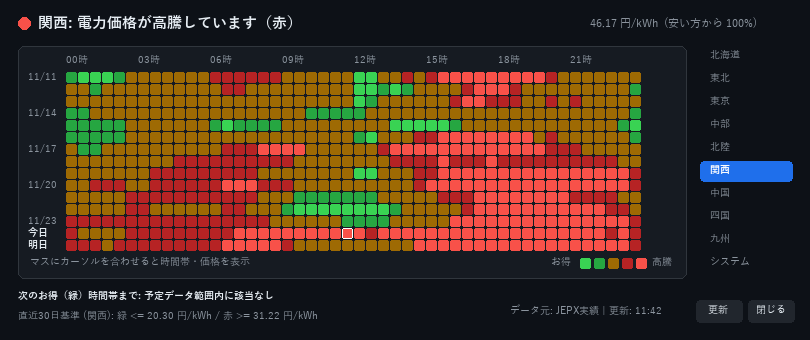 関西: 電力価格が高騰しています（赤）
46.17 円/kWh（安い方から 100%）
00時 03時 06時 09時 12時 15時 18時 21時
11/11
11/14
11/17
11/20
11/23
今日
明日
マスにカーソルを合わせると時間帯・価格を表示
お得 高騰
北海道
東北
東京
中部
北陸
関西
中国
四国
九州
システム
次のお得（緑）時間帯まで: 予定データ範囲内に該当なし
直近30日基準 (関西): 緑 <= 20.30 円/kWh / 赤 >= 31.22 円/kWh
データ元: JEPX実績 | 更新: 11:42
更新
閉じる